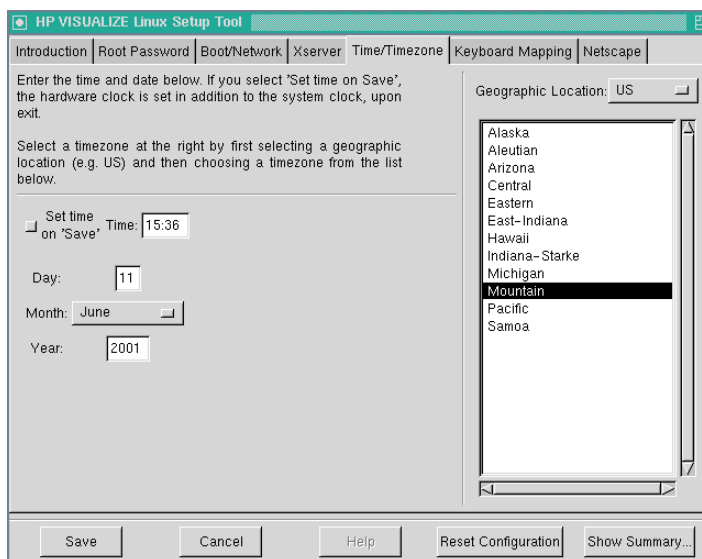 HP VISUALIZE Linux Setup Tool
Introduction Root Password Boot/Network Xserver Time/Timezone Keyboard Mapping Netscape
Enter the time and date below. If you select 'Set time on Save',
the hardware clock is set in addition to the system clock, upon
exit.
Select a timezone at the right by first selecting a geographic
location (e.g. US) and then choosing a timezone from the list
below.
Set time
on 'Save'
Time: 15:36
Day: 11
Month: June
Year: 2001
Geographic Location: US
Alaska
Aleutian
Arizona
Central
Eastern
East-Indiana
Hawaii
Indiana-Starke
Michigan
Mountain
Pacific
Samoa
Save Cancel Help Reset Configuration Show Summary...